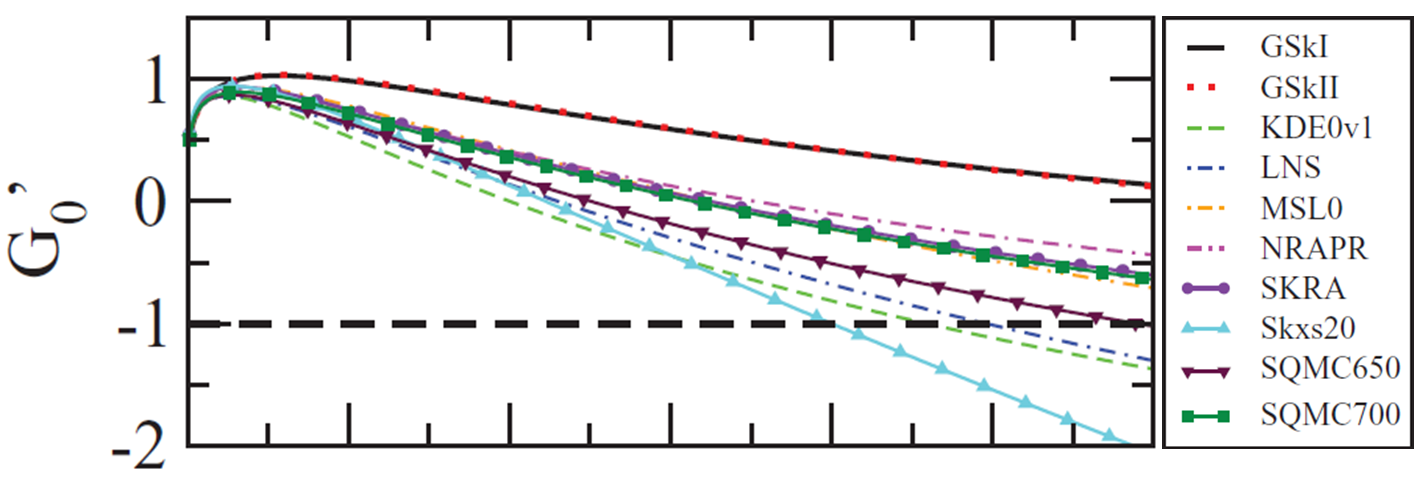 G0’
1
0
-1
-2
GSkI
GSkII
KDE0v1
LNS
MSL0
NRAPR
SKRA
Skxs20
SQMC650
SQMC700